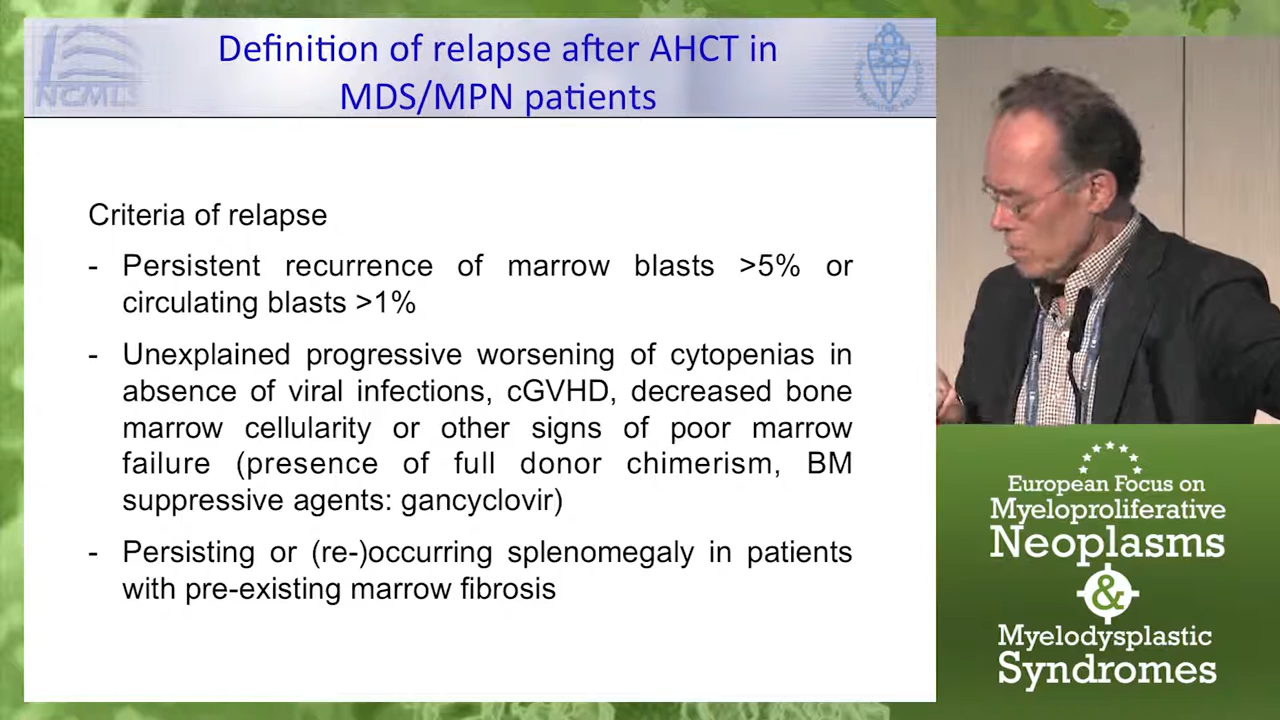 Definition of relapse after AHCT in
MDS/MPN patients
NCMLS
Criteria of relapse
- Persistent recurrence of marrow blasts >5% or
circulating blasts >1%
- Unexplained progressive worsening of cytopenias in
absence of viral infections, cGVHD, decreased bone
marrow cellularity or other signs of poor marrow
failure (presence of full donor chimerism, BM
suppressive agents: gancyclovir)
- Persisting or (re-)occurring splenomegaly in patients
with pre-existing marrow fibrosis
European Focus on
Myeloproliferative
Neoplasms
&
Myelodysplastic
Syndromes